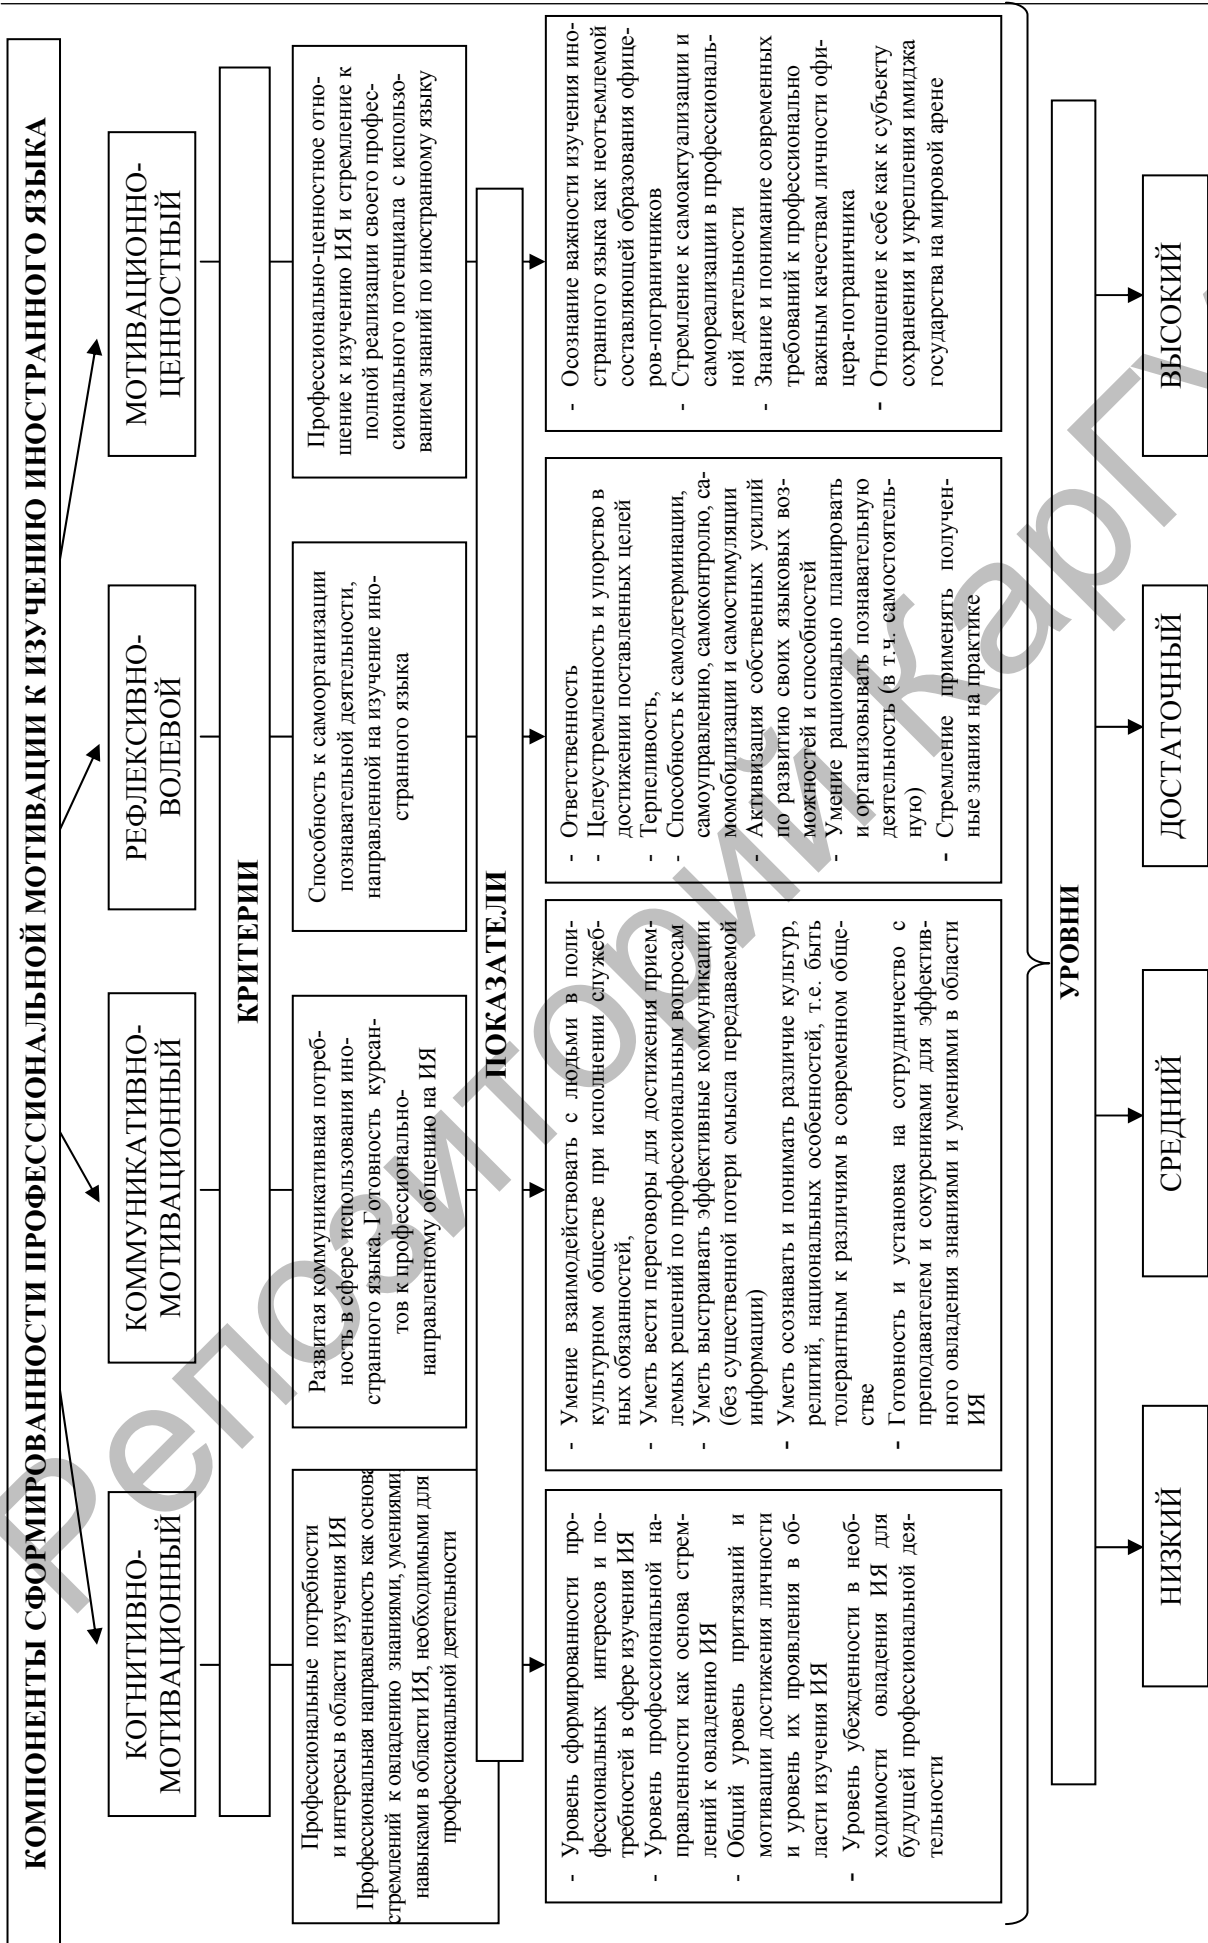 КОМПОНЕНТЫ СФОРМИРОВАННОСТИ ПРОФЕССИОНАЛЬНОЙ МОТИВАЦИИ К ИЗУЧЕНИЮ ИНОСТРАННОГО ЯЗЫКА
КОГНИТИВНО-
МОТИВАЦИОННЫЙ
КОММУНИКАТИВНО-
МОТИВАЦИОННЫЙ
РЕФЛЕКСИВНО-
ВОЛЕВОЙ
МОТИВАЦИОННО-
ЦЕННОСТНЫЙ
КРИТЕРИИ
Профессиональные потребности
и интересы в области изучения ИЯ
Профессиональная направленность как основа
стремлений к овладению знаниями, умениями,
навыками в области ИЯ, необходимыми для
профессиональной деятельности
Развитая коммуникативная потреб-
ность в сфере использования ино-
странного языка. Готовность курсан-
тов к профессионально-
направленному общению на ИЯ
Способность к самоорганизации
познавательной деятельности,
направленной на изучение ино-
странного языка
Профессионально-ценностное отно-
шение к изучению ИЯ и стремление к
полной реализации своего профес-
сионального потенциала с использо-
ванием знаний по иностранному языку
ПОКАЗАТЕЛИ
- Уровень сформированности про-
фессиональных интересов и по-
требностей в сфере изучения ИЯ
- Уровень профессиональной на-
правленности как основа стрем-
лений к овладению ИЯ
- Общий уровень притязаний и
мотивации достижения личности
и уровень их проявления в об-
ласти изучения ИЯ
- Уровень убежденности в необ-
ходимости овладения ИЯ для
будущей профессиональной дея-
тельности
- Умение взаимодействовать с людьми в поли-
культурном обществе при исполнении служеб-
ных обязанностей,
- Уметь вести переговоры для достижения прием-
лемых решений по профессиональным вопросам
- Уметь выстраивать эффективные коммуникации
(без существенной потери смысла передаваемой
информации)
- Уметь осознавать и понимать различие культур,
религий, национальных особенностей, т.е. быть
толерантным к различиям в современном обще-
стве
- Готовность и установка на сотрудничество с
преподавателем и сокурсниками для эффектив-
ного овладения знаниями и умениями в области
ИЯ
- Ответственность
- Целеустремленность и упорство в
достижении поставленных целей
- Терпеливость,
- Способность к самодетерминации,
самоуправлению, самоконтролю, са-
момобилизации и самостимуляции
- Активизация собственных усилий
по развитию своих языковых воз-
можностей и способностей
- Умение рационально планировать
и организовывать познавательную
деятельность (в т.ч. самостоятель-
ную)
- Стремление применять получен-
ные знания на практике
- Осознание важности изучения ино-
странного языка как неотъемлемой
составляющей образования офице-
ров-пограничников
- Стремление к самоактуализации и
самореализации в профессиональ-
ной деятельности
- Знание и понимание современных
требований к профессионально
важным качествам личности офи-
цера-пограничника
- Отношение к себе как к субъекту
сохранения и укрепления имиджа
государства на мировой арене
УРОВНИ
НИЗКИЙ
СРЕДНИЙ
ДОСТАТОЧНЫЙ
ВЫСОКИЙ
Репозиторий КарГУ